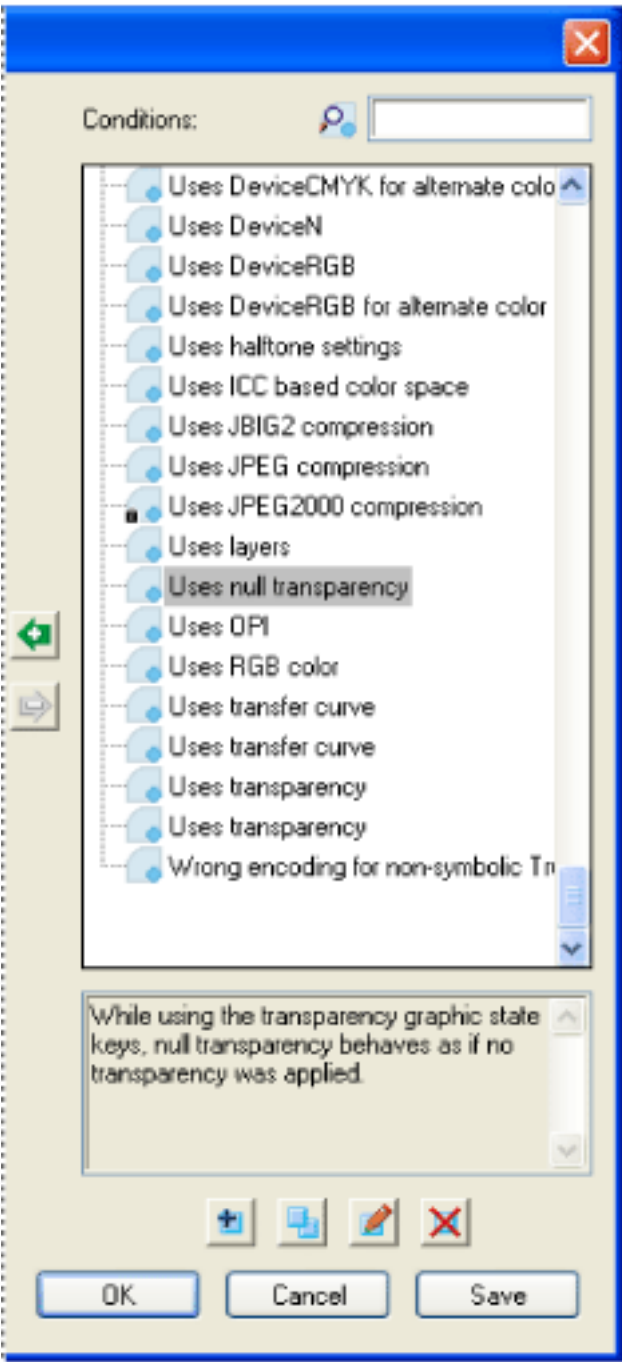 Conditions:
Uses DeviceCMYK for alternate colo
Uses DeviceN
Uses DeviceRGB
Uses DeviceRGB for alternate color
Uses halftone settings
Uses ICC based color space
Uses JBIG2 compression
Uses JPEG compression
Uses JPEG2000 compression
Uses layers
Uses null transparency
Uses OPI
Uses RGB color
Uses transfer curve
Uses transfer curve
Uses transparency
Uses transparency
Wrong encoding for non-symbolic Tru
While using the transparency graphic state
keys, null transparency behaves as if no
transparency was applied.
OK Cancel Save